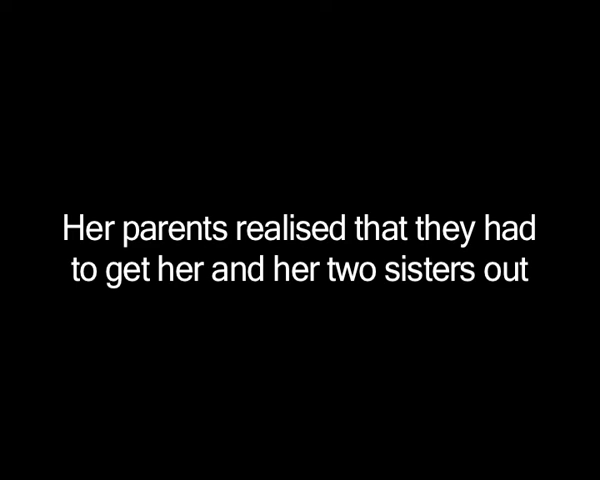 Her parents realised that they had
to get her and her two sisters out